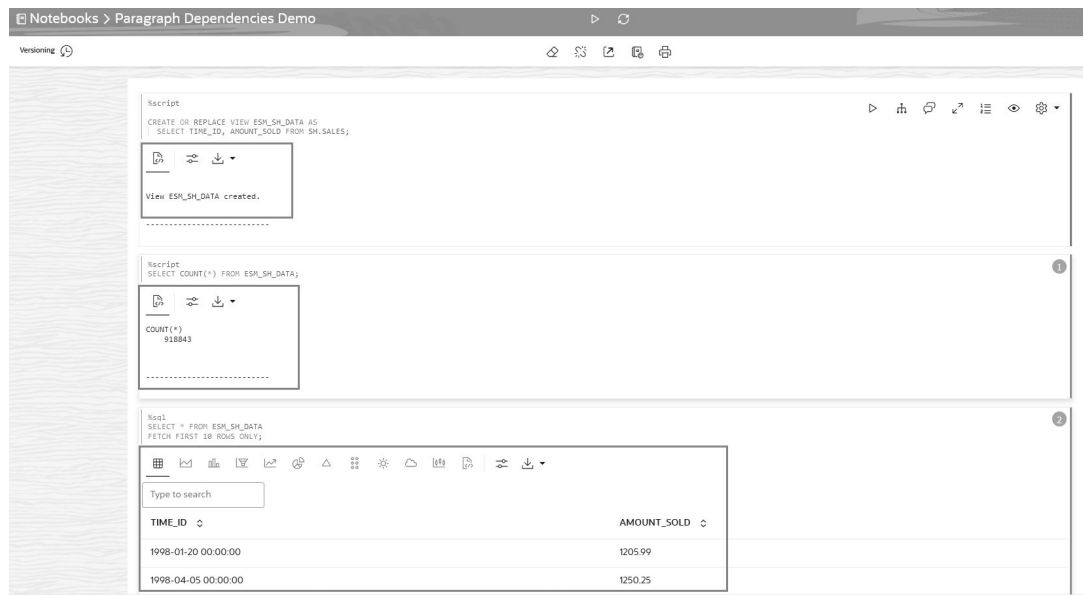 Notebooks > Paragraph Dependencies Demo
Versioning
%script
CREATE OR REPLACE VIEW ESM_SH_DATA AS
SELECT TIME_ID, AMOUNT_SOLD FROM SH.SALES;
View ESM_SH_DATA created.
---------------------------
%script
SELECT COUNT(*) FROM ESM_SH_DATA;
1
COUNT(*)
918843
---------------------------
%sql
SELECT * FROM ESM_SH_DATA
FETCH FIRST 10 ROWS ONLY;
2
Type to search
TIME_ID AMOUNT_SOLD
1998-01-20 00:00:00 1205.99
1998-04-05 00:00:00 1250.25